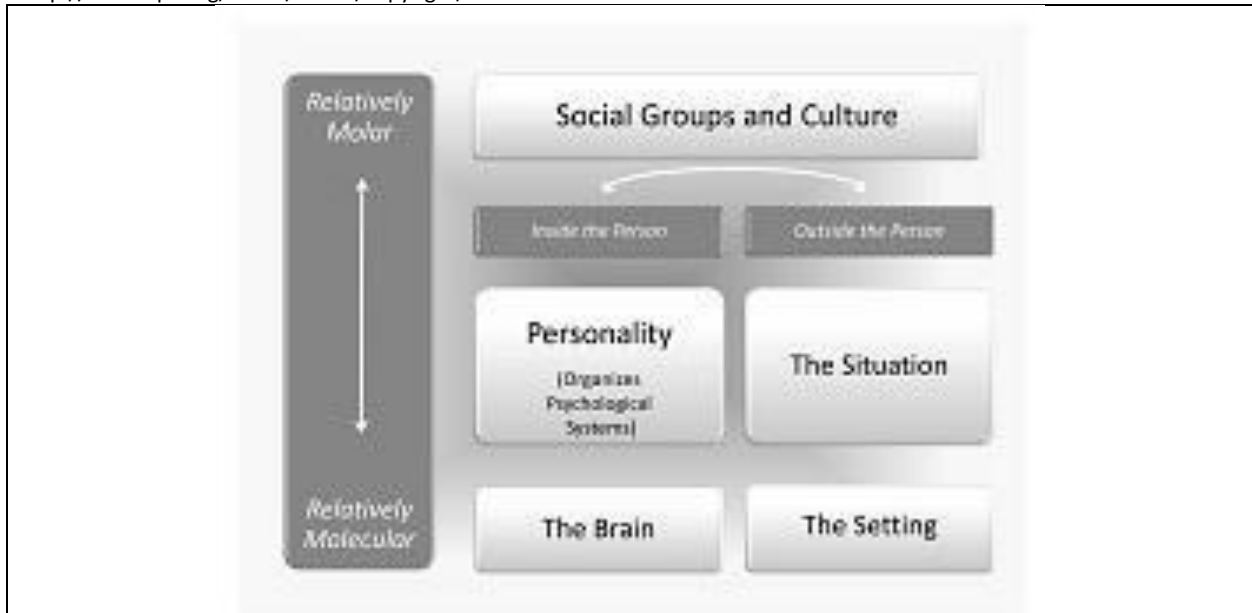 Relatively
Molar
Social Groups and Culture
Inside the Person
Outside the Person
Personality
(Organizes
Psychological
Systems)
The Situation
Relatively
Molecular
The Brain
The Setting